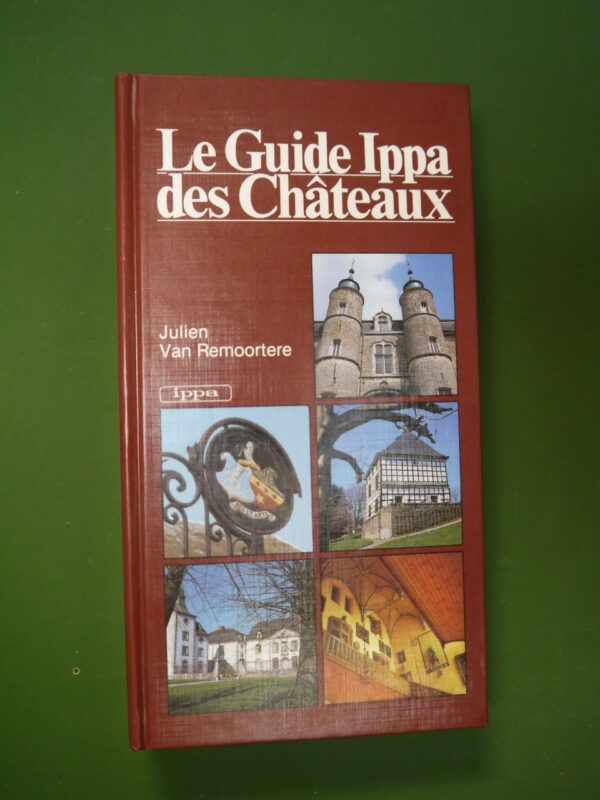 Le Guide Ippa
des Châteaux
Julien
Van Remoortere
ippa